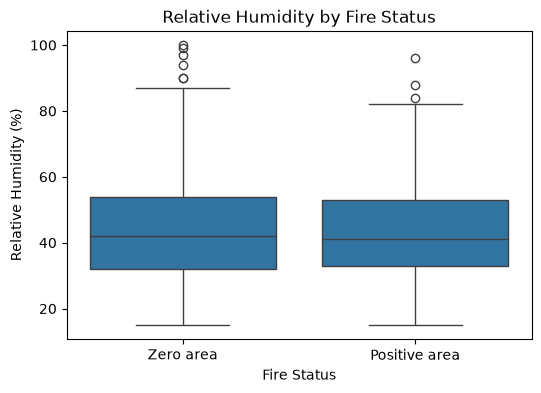 Relative Humidity by Fire Status
Relative Humidity (%)
100
80
60
40
20
Zero area
Positive area
Fire Status